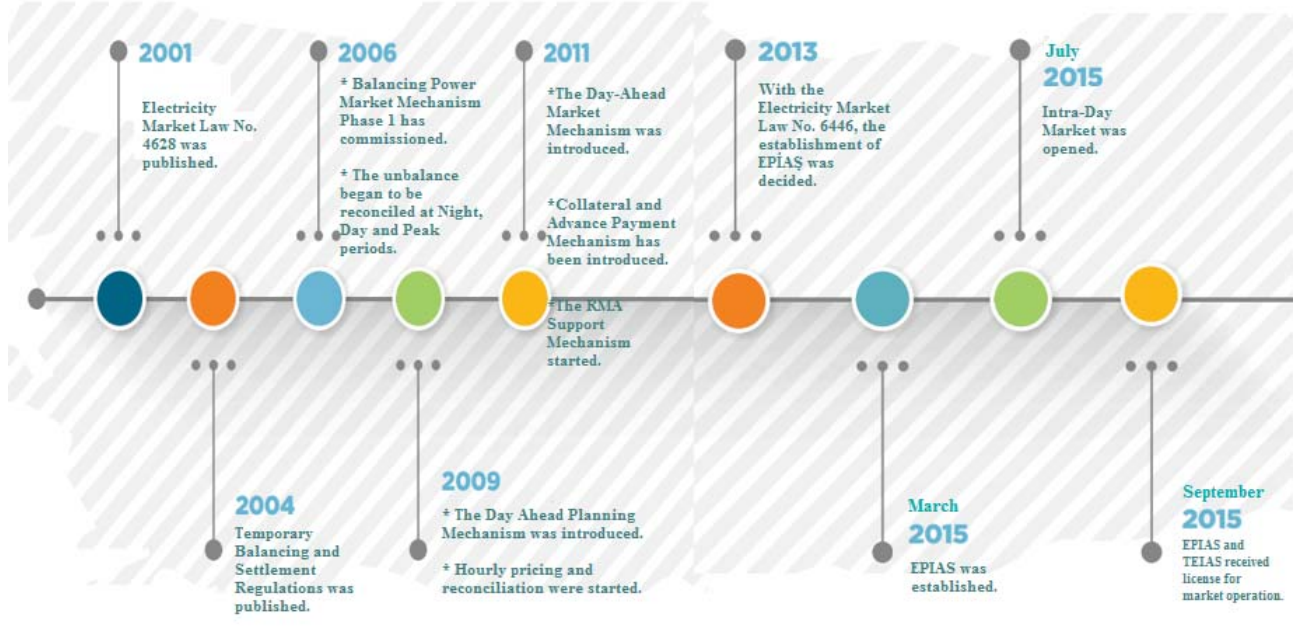 2001
Electricity
Market Law No.
4628 was
published.
2004
Temporary
Balancing and
Settlement
Regulations was
published.
2006
* Balancing Power
Market Mechanism
Phase 1 has
commissioned.
* The unbalance
began to be
reconciled at Night,
Day and Peak
periods.
2009
* The Day Ahead Planning
Mechanism was introduced.
* Hourly pricing and
reconciliation were started.
2011
*The Day-Ahead
Market
Mechanism was
introduced.
*Collateral and
Advance Payment
Mechanism has
been introduced.
*The RMA
Support
Mechanism
started.
2013
With the
Electricity Market
Law No. 6446, the
establishment of
EPİAŞ was
decided.
March
2015
EPIAS was
established.
July
2015
Intra-Day
Market was
opened.
September
2015
EPIAS and
TEIAS received
license for
market operation.